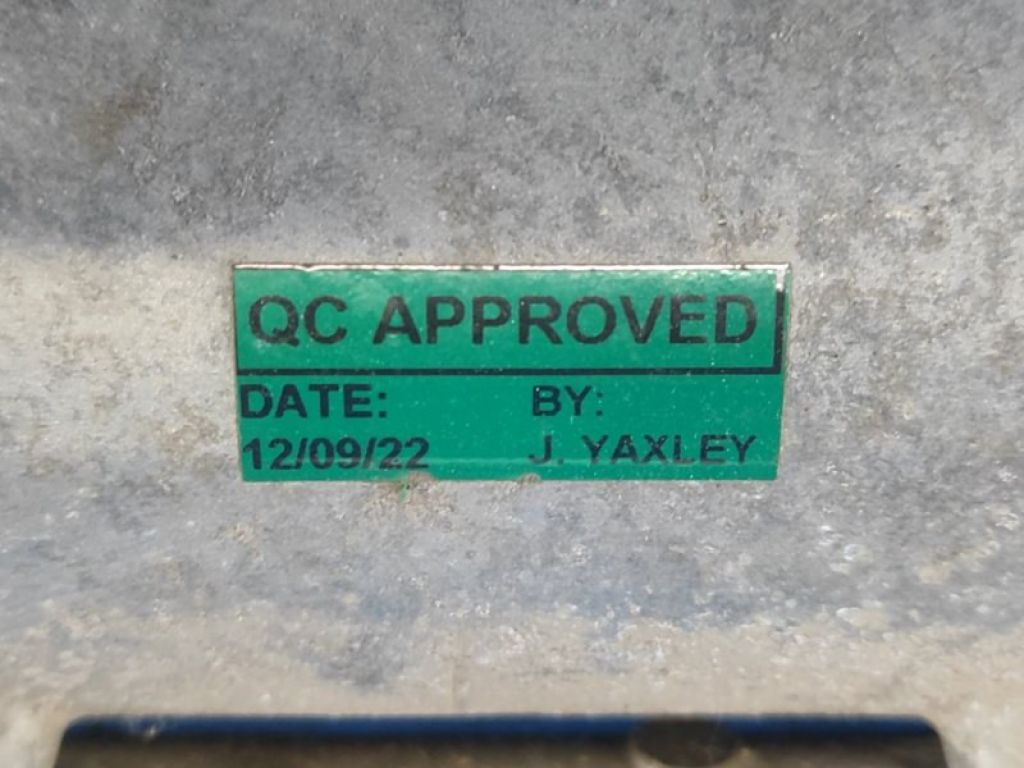 QC APPROVED
DATE: BY:
12/09/22 J. YAXLEY